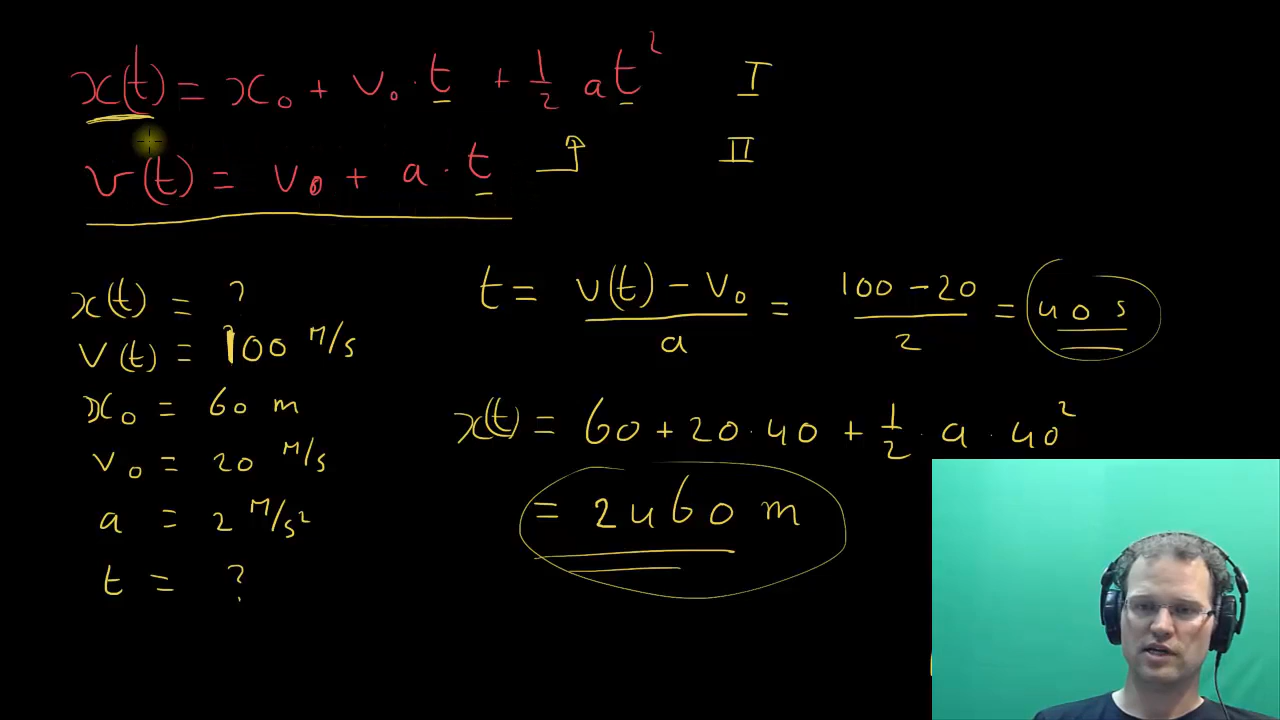 x(t) = x₀ + v₀ · t + 1/2 a t² I
v(t) = v₀ + a · t II
x(t) = ?
v(t) = 100 M/s
x₀ = 60 m
v₀ = 20 M/s
a = 2 M/s²
t = ?
t = (v(t) − v₀)/a = (100 − 20)/2 = 40 s
x(t) = 60 + 20 · 40 + 1/2 · a · 40²
= 2460 m